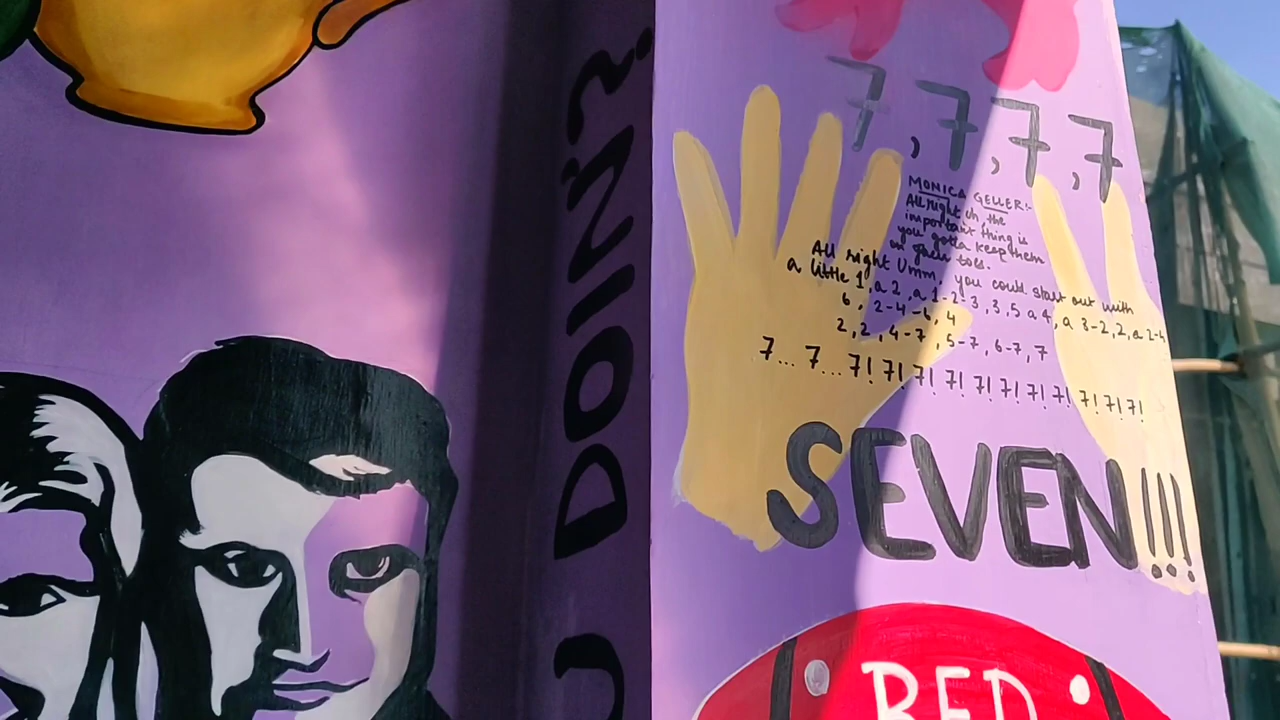 U DOIN?
7, 7, 7, 7
MONICA GELLER:-
All right uh, the
important thing is
you gotta keep them
on their toes.
All right Umm, you could start out with
a little 1, a 2, a 1-2-3, 3, 5 a 4, a 3-2, 2, a 2-4
6, 2-4-6, 4
2, 2, 4-7, 5-7, 6-7, 7
7... 7... 7! 7! 7! 7! 7! 7! 7! 7! 7! 7! 7!
SEVEN!!!
RED